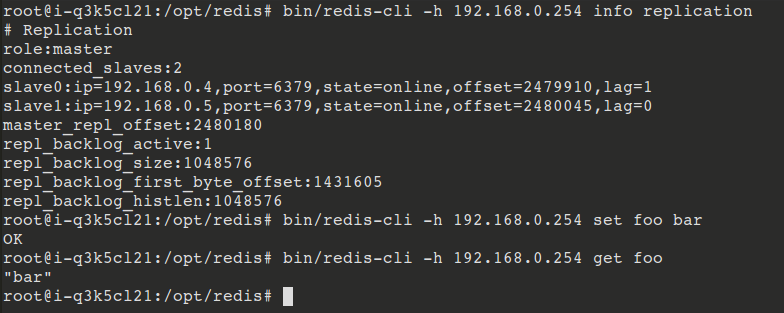 root@i-q3k5cl21:/opt/redis# bin/redis-cli -h 192.168.0.254 info replication
# Replication
role:master
connected_slaves:2
slave0:ip=192.168.0.4,port=6379,state=online,offset=2479910,lag=1
slave1:ip=192.168.0.5,port=6379,state=online,offset=2480045,lag=0
master_repl_offset:2480180
repl_backlog_active:1
repl_backlog_size:1048576
repl_backlog_first_byte_offset:1431605
repl_backlog_histlen:1048576
root@i-q3k5cl21:/opt/redis# bin/redis-cli -h 192.168.0.254 set foo bar
OK
root@i-q3k5cl21:/opt/redis# bin/redis-cli -h 192.168.0.254 get foo
"bar"
root@i-q3k5cl21:/opt/redis#